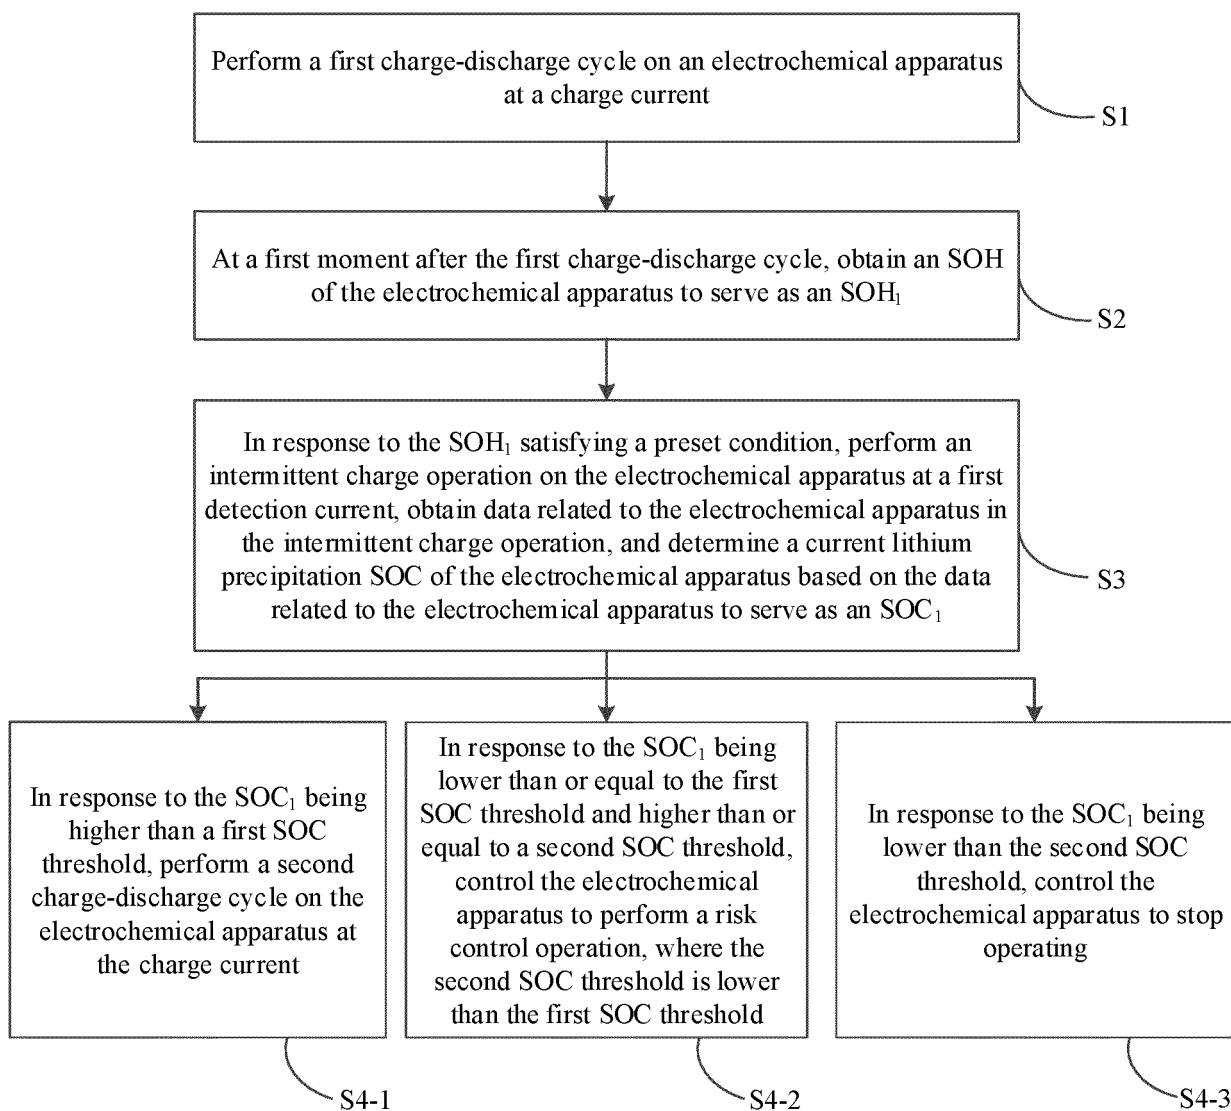 Perform a first charge-discharge cycle on an electrochemical apparatus
at a charge current
S1
At a first moment after the first charge-discharge cycle, obtain an SOH
of the electrochemical apparatus to serve as an SOH₁
S2
In response to the SOH₁ satisfying a preset condition, perform an
intermittent charge operation on the electrochemical apparatus at a first
detection current, obtain data related to the electrochemical apparatus in
the intermittent charge operation, and determine a current lithium
precipitation SOC of the electrochemical apparatus based on the data
related to the electrochemical apparatus to serve as an SOC₁
S3
In response to the SOC₁ being
higher than a first SOC
threshold, perform a second
charge-discharge cycle on the
electrochemical apparatus at
the charge current
S4-1
In response to the SOC₁ being
lower than or equal to the first
SOC threshold and higher than or
equal to a second SOC threshold,
control the electrochemical
apparatus to perform a risk
control operation, where the
second SOC threshold is lower
than the first SOC threshold
S4-2
In response to the SOC₁ being
lower than the second SOC
threshold, control the
electrochemical apparatus to stop
operating
S4-3